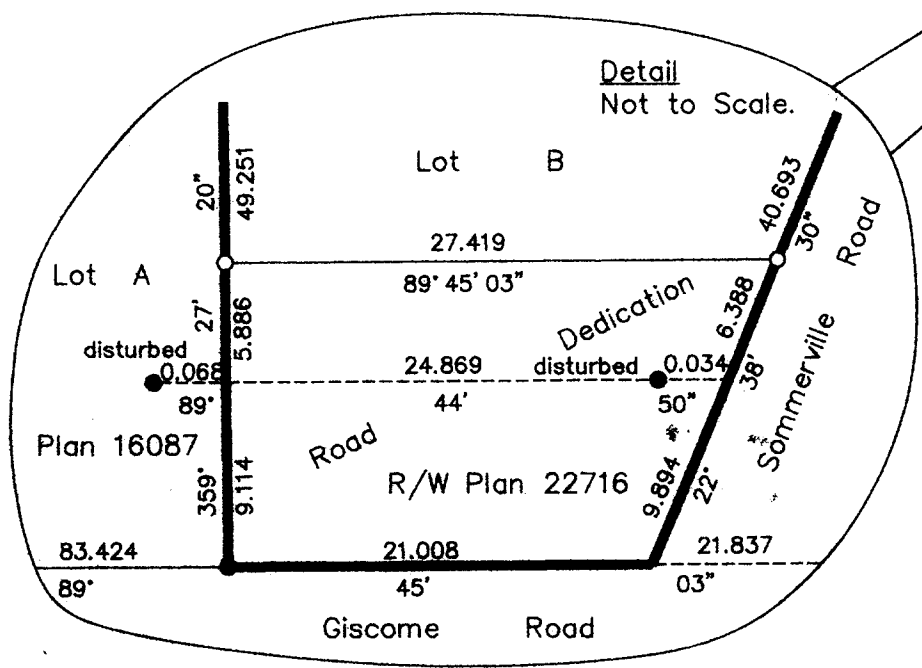 Detail
Not to Scale.
Lot B
20"
49.251
40.693
30"
27.419
89° 45' 03"
Lot A
27'
5.886
Dedication
6.388
38'
Sommerville Road
disturbed
0.068
24.869
disturbed
0.034
89°
44'
50"
Plan 16087
Road
R/W Plan 22716
359°
9.114
9.894
22°
83.424
21.008
21.837
89°
45'
03"
Giscome Road